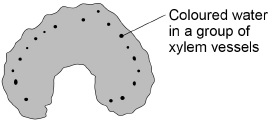 Coloured water
in a group of
xylem vessels